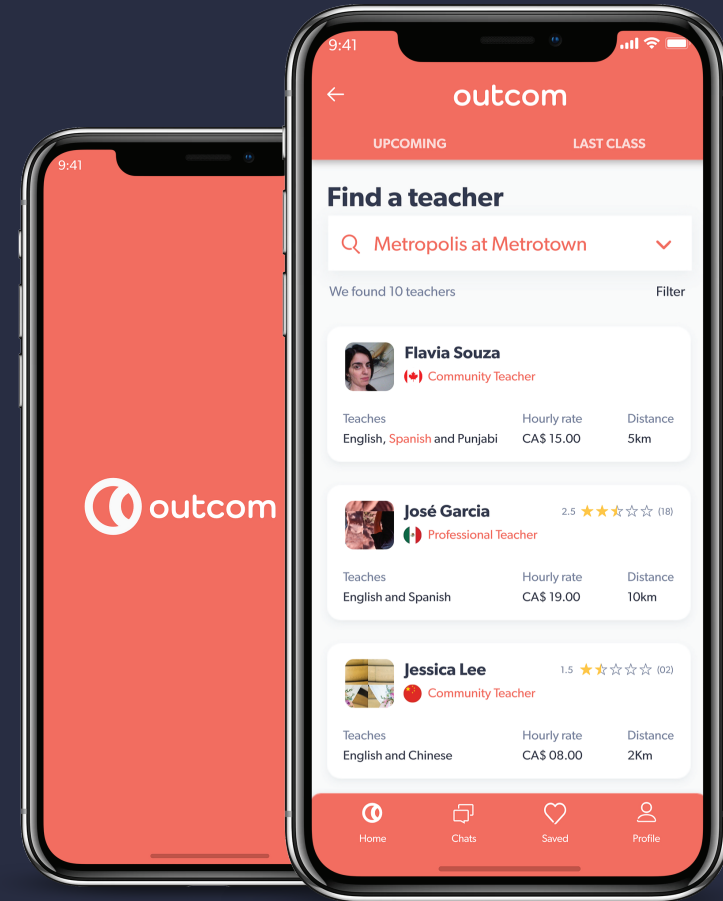 9:41
outcom
9:41
outcom
UPCOMING LAST CLASS
Find a teacher
Metropolis at Metrotown
We found 10 teachers Filter
Flavia Souza
Community Teacher
Teaches Hourly rate Distance
English, Spanish and Punjabi CA$ 15.00 5km
José Garcia 2.5 (18)
Professional Teacher
Teaches Hourly rate Distance
English and Spanish CA$ 19.00 10km
Jessica Lee 1.5 (02)
Community Teacher
Teaches Hourly rate Distance
English and Chinese CA$ 08.00 2Km
Home Chats Saved Profile